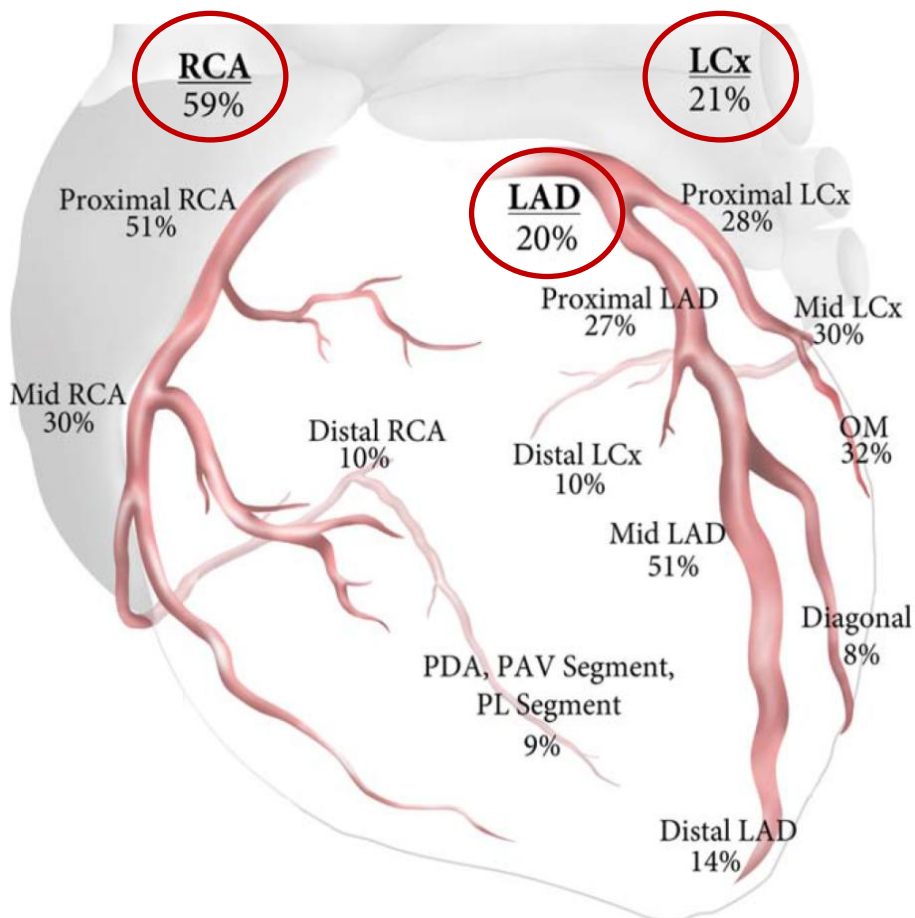 RCA
59%
LCx
21%
LAD
20%
Proximal RCA
51%
Proximal LCx
28%
Proximal LAD
27%
Mid LCx
30%
Mid RCA
30%
Distal RCA
10%
Distal LCx
10%
OM
32%
Mid LAD
51%
Diagonal
8%
PDA, PAV Segment,
PL Segment
9%
Distal LAD
14%